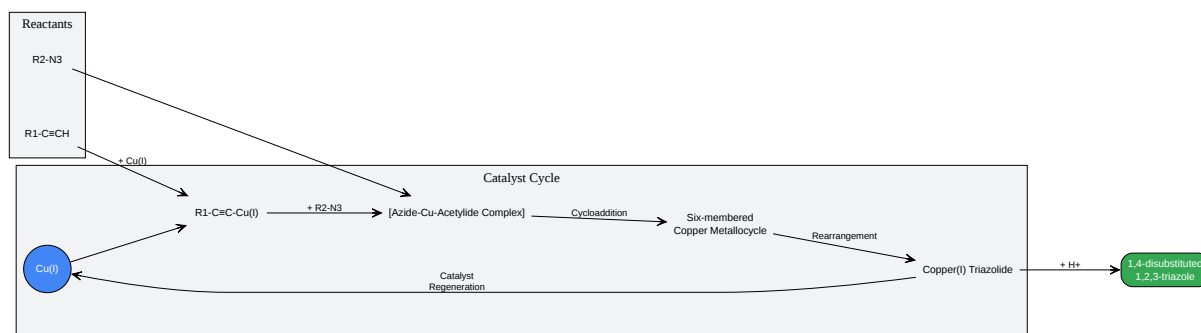 Reactants
R2-N3
R1-C≡CH
+ Cu(I)
Catalyst Cycle
R1-C≡C-Cu(I)
+ R2-N3
[Azide-Cu-Acetylide Complex]
Cycloaddition
Six-membered
Copper Metallocycle
Rearrangement
Cu(I)
Catalyst
Regeneration
Copper(I) Triazolide
+ H+
1,4-disubstituted
1,2,3-triazole